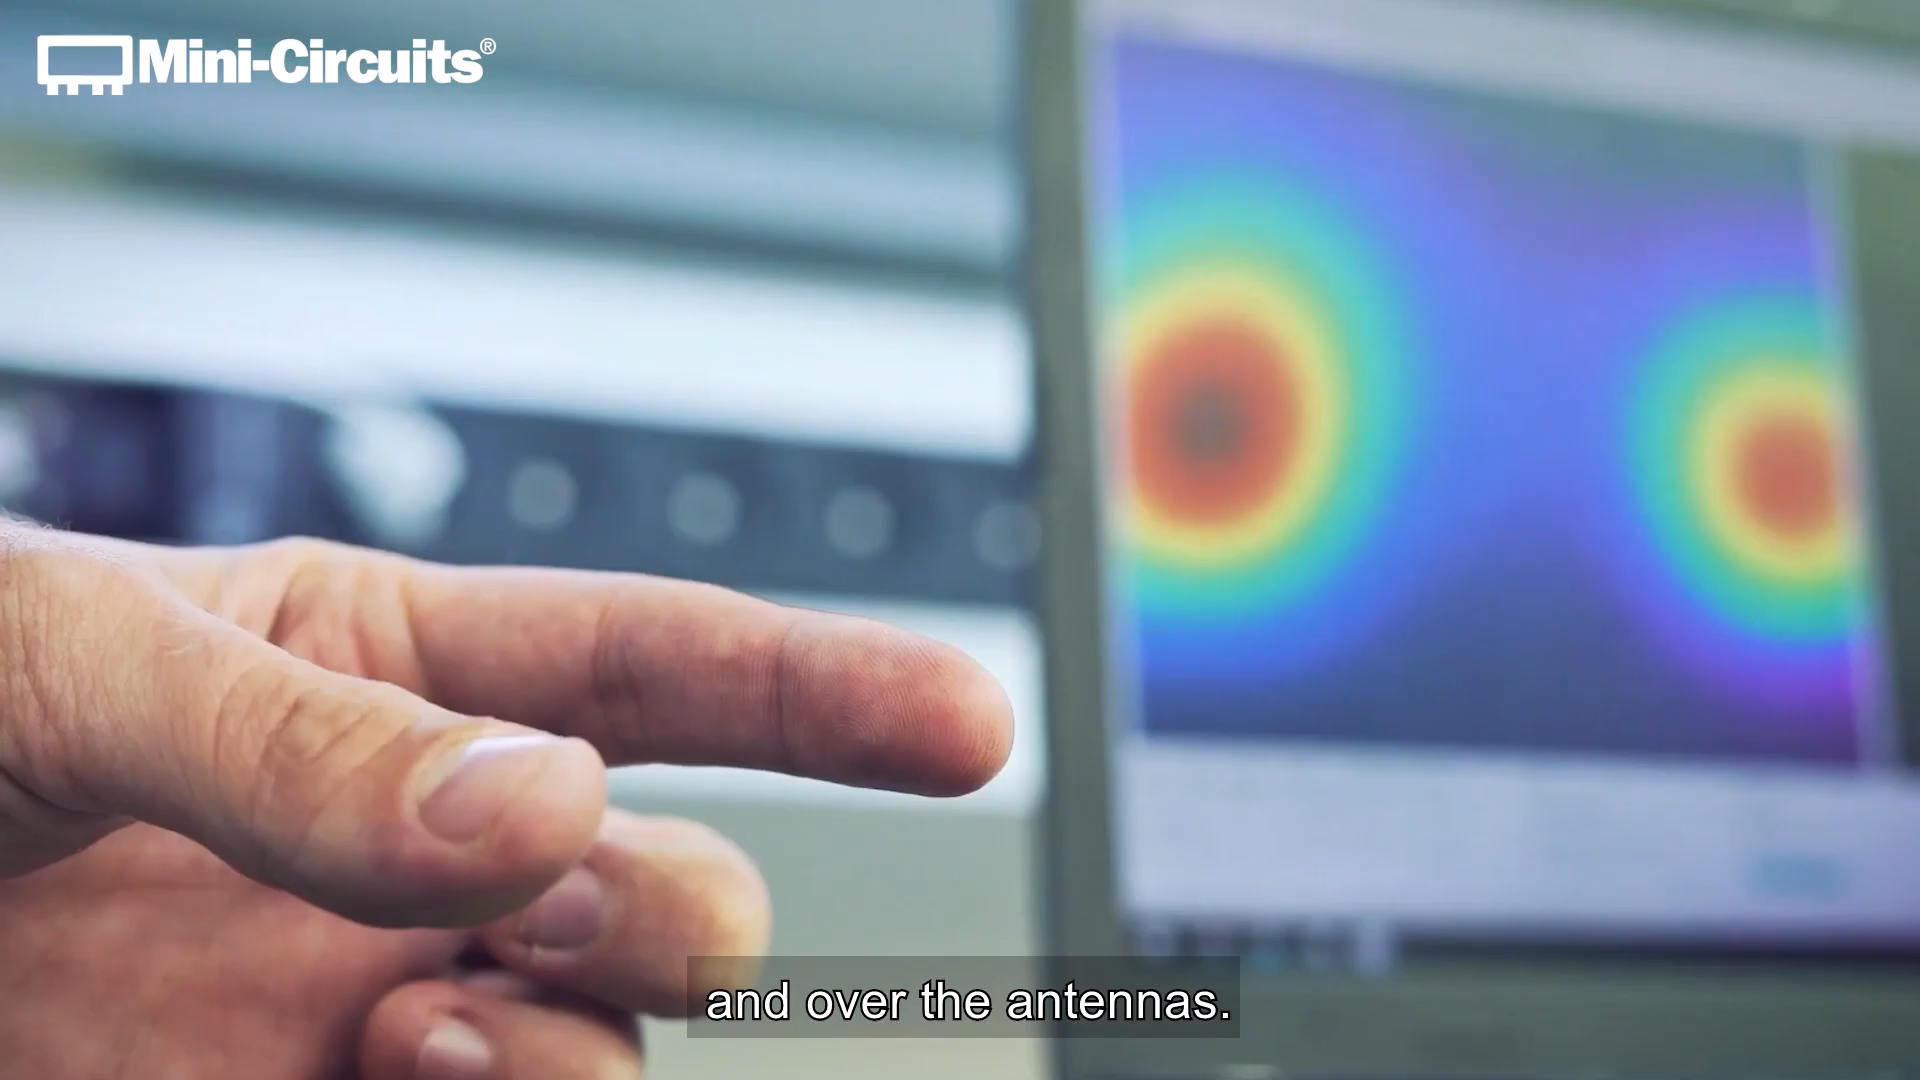 Mini-Circuits®
and over the antennas.